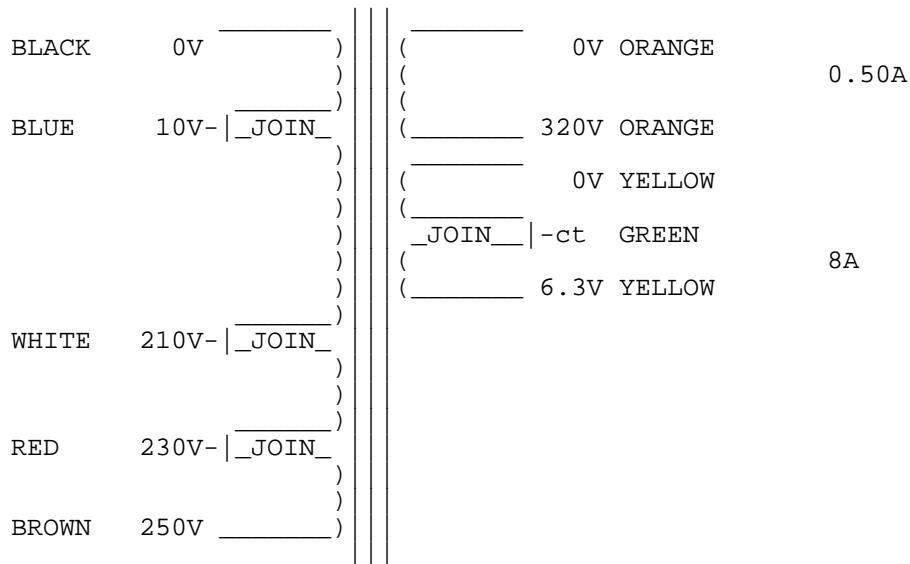 BLACK 0V 0V ORANGE
0.50A
BLUE 10V-|_JOIN_ 320V ORANGE
0V YELLOW
_JOIN__|-ct GREEN
8A
6.3V YELLOW
WHITE 210V-|_JOIN_
RED 230V-|_JOIN_
BROWN 250V